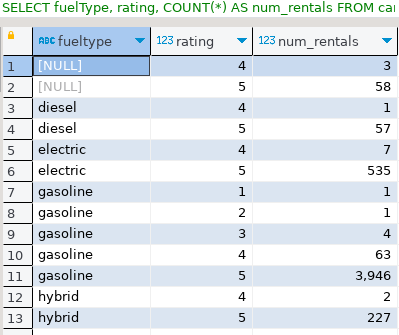 SELECT fuelType, rating, COUNT(*) AS num_rentals FROM car
ABC fueltype 123 rating 123 num_rentals
1 [NULL] 4 3
2 [NULL] 5 58
3 diesel 4 1
4 diesel 5 57
5 electric 4 7
6 electric 5 535
7 gasoline 1 1
8 gasoline 2 1
9 gasoline 3 4
10 gasoline 4 63
11 gasoline 5 3,946
12 hybrid 4 2
13 hybrid 5 227